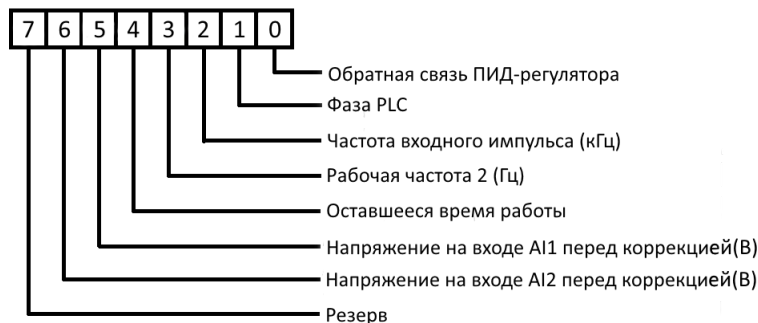 7 6 5 4 3 2 1 0
Обратная связь ПИД-регулятора
Фаза PLC
Частота входного импульса (кГц)
Рабочая частота 2 (Гц)
Оставшееся время работы
Напряжение на входе AI1 перед коррекцией(В)
Напряжение на входе AI2 перед коррекцией(В)
Резерв